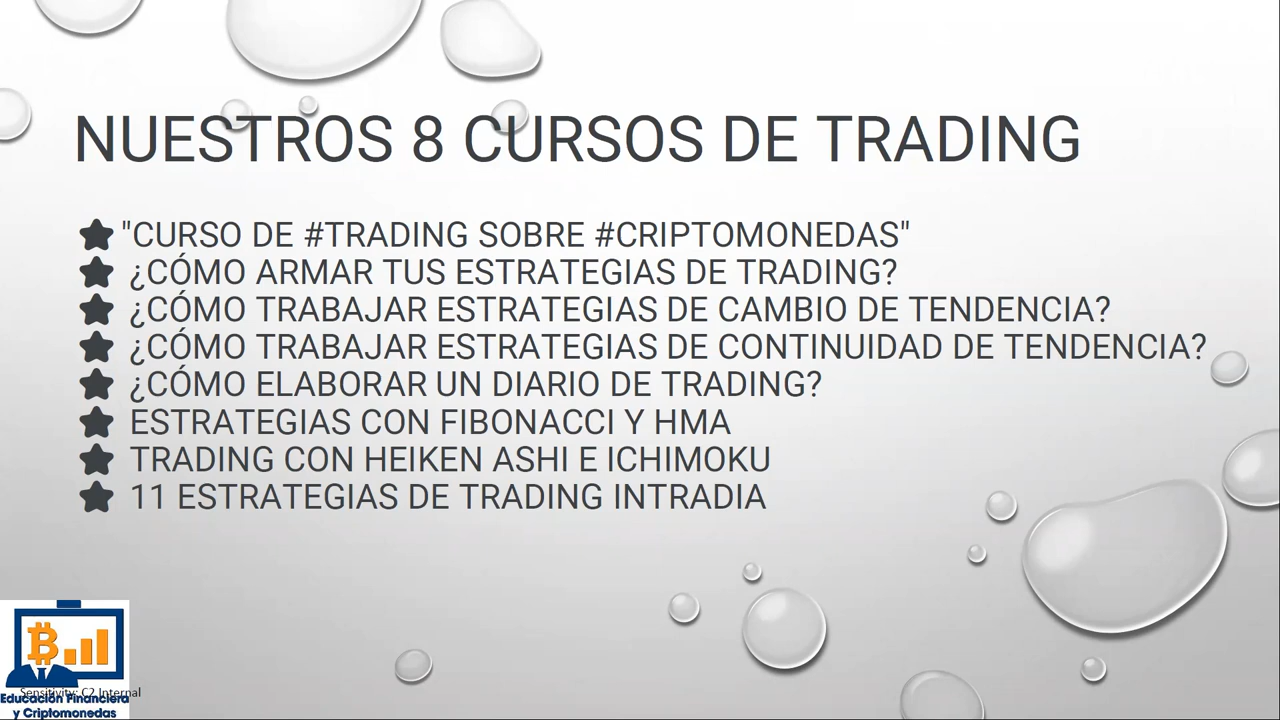 NUESTROS 8 CURSOS DE TRADING
"CURSO DE #TRADING SOBRE #CRIPTOMONEDAS"
¿CÓMO ARMAR TUS ESTRATEGIAS DE TRADING?
¿CÓMO TRABAJAR ESTRATEGIAS DE CAMBIO DE TENDENCIA?
¿CÓMO TRABAJAR ESTRATEGIAS DE CONTINUIDAD DE TENDENCIA?
¿CÓMO ELABORAR UN DIARIO DE TRADING?
ESTRATEGIAS CON FIBONACCI Y HMA
TRADING CON HEIKEN ASHI E ICHIMOKU
11 ESTRATEGIAS DE TRADING INTRADIA
Sensitivity: C2 Internal
Educación Financiera
y Criptomonedas